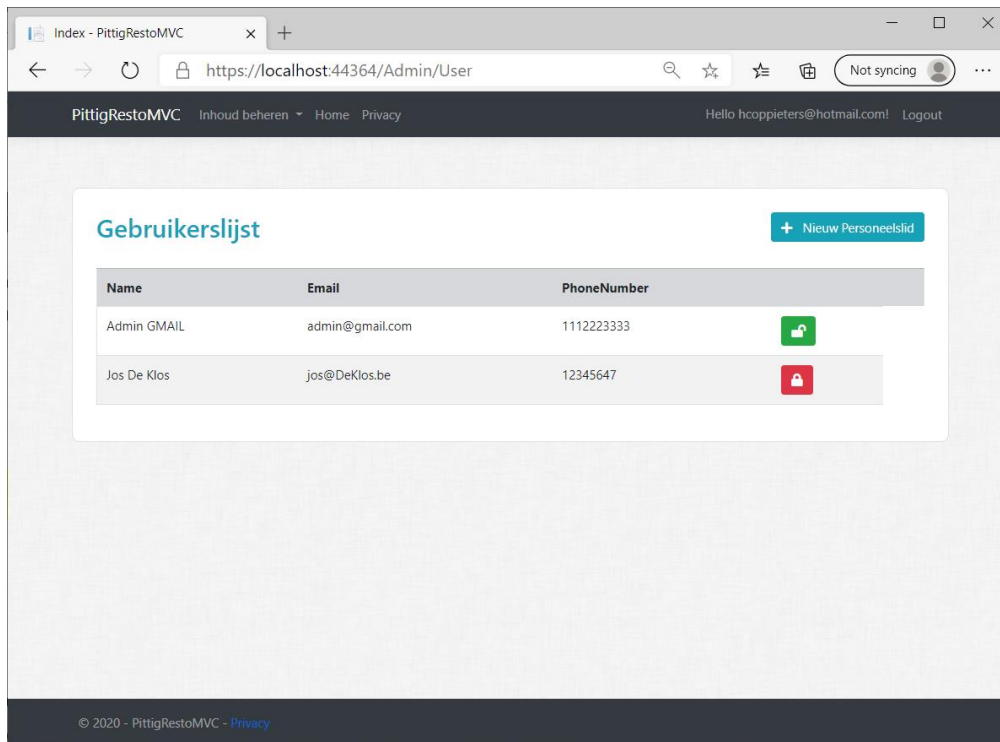 Index - PittigRestoMVC
https://localhost:44364/Admin/User
Not syncing
PittigRestoMVC Inhoud beheren Home Privacy Hello hcoppieters@hotmail.com! Logout
Gebruikerslijst
Nieuw Personeelslid
Name Email PhoneNumber
Admin GMAIL admin@gmail.com 1112223333
Jos De Klos jos@DeKlos.be 12345647
© 2020 - PittigRestoMVC - Privacy